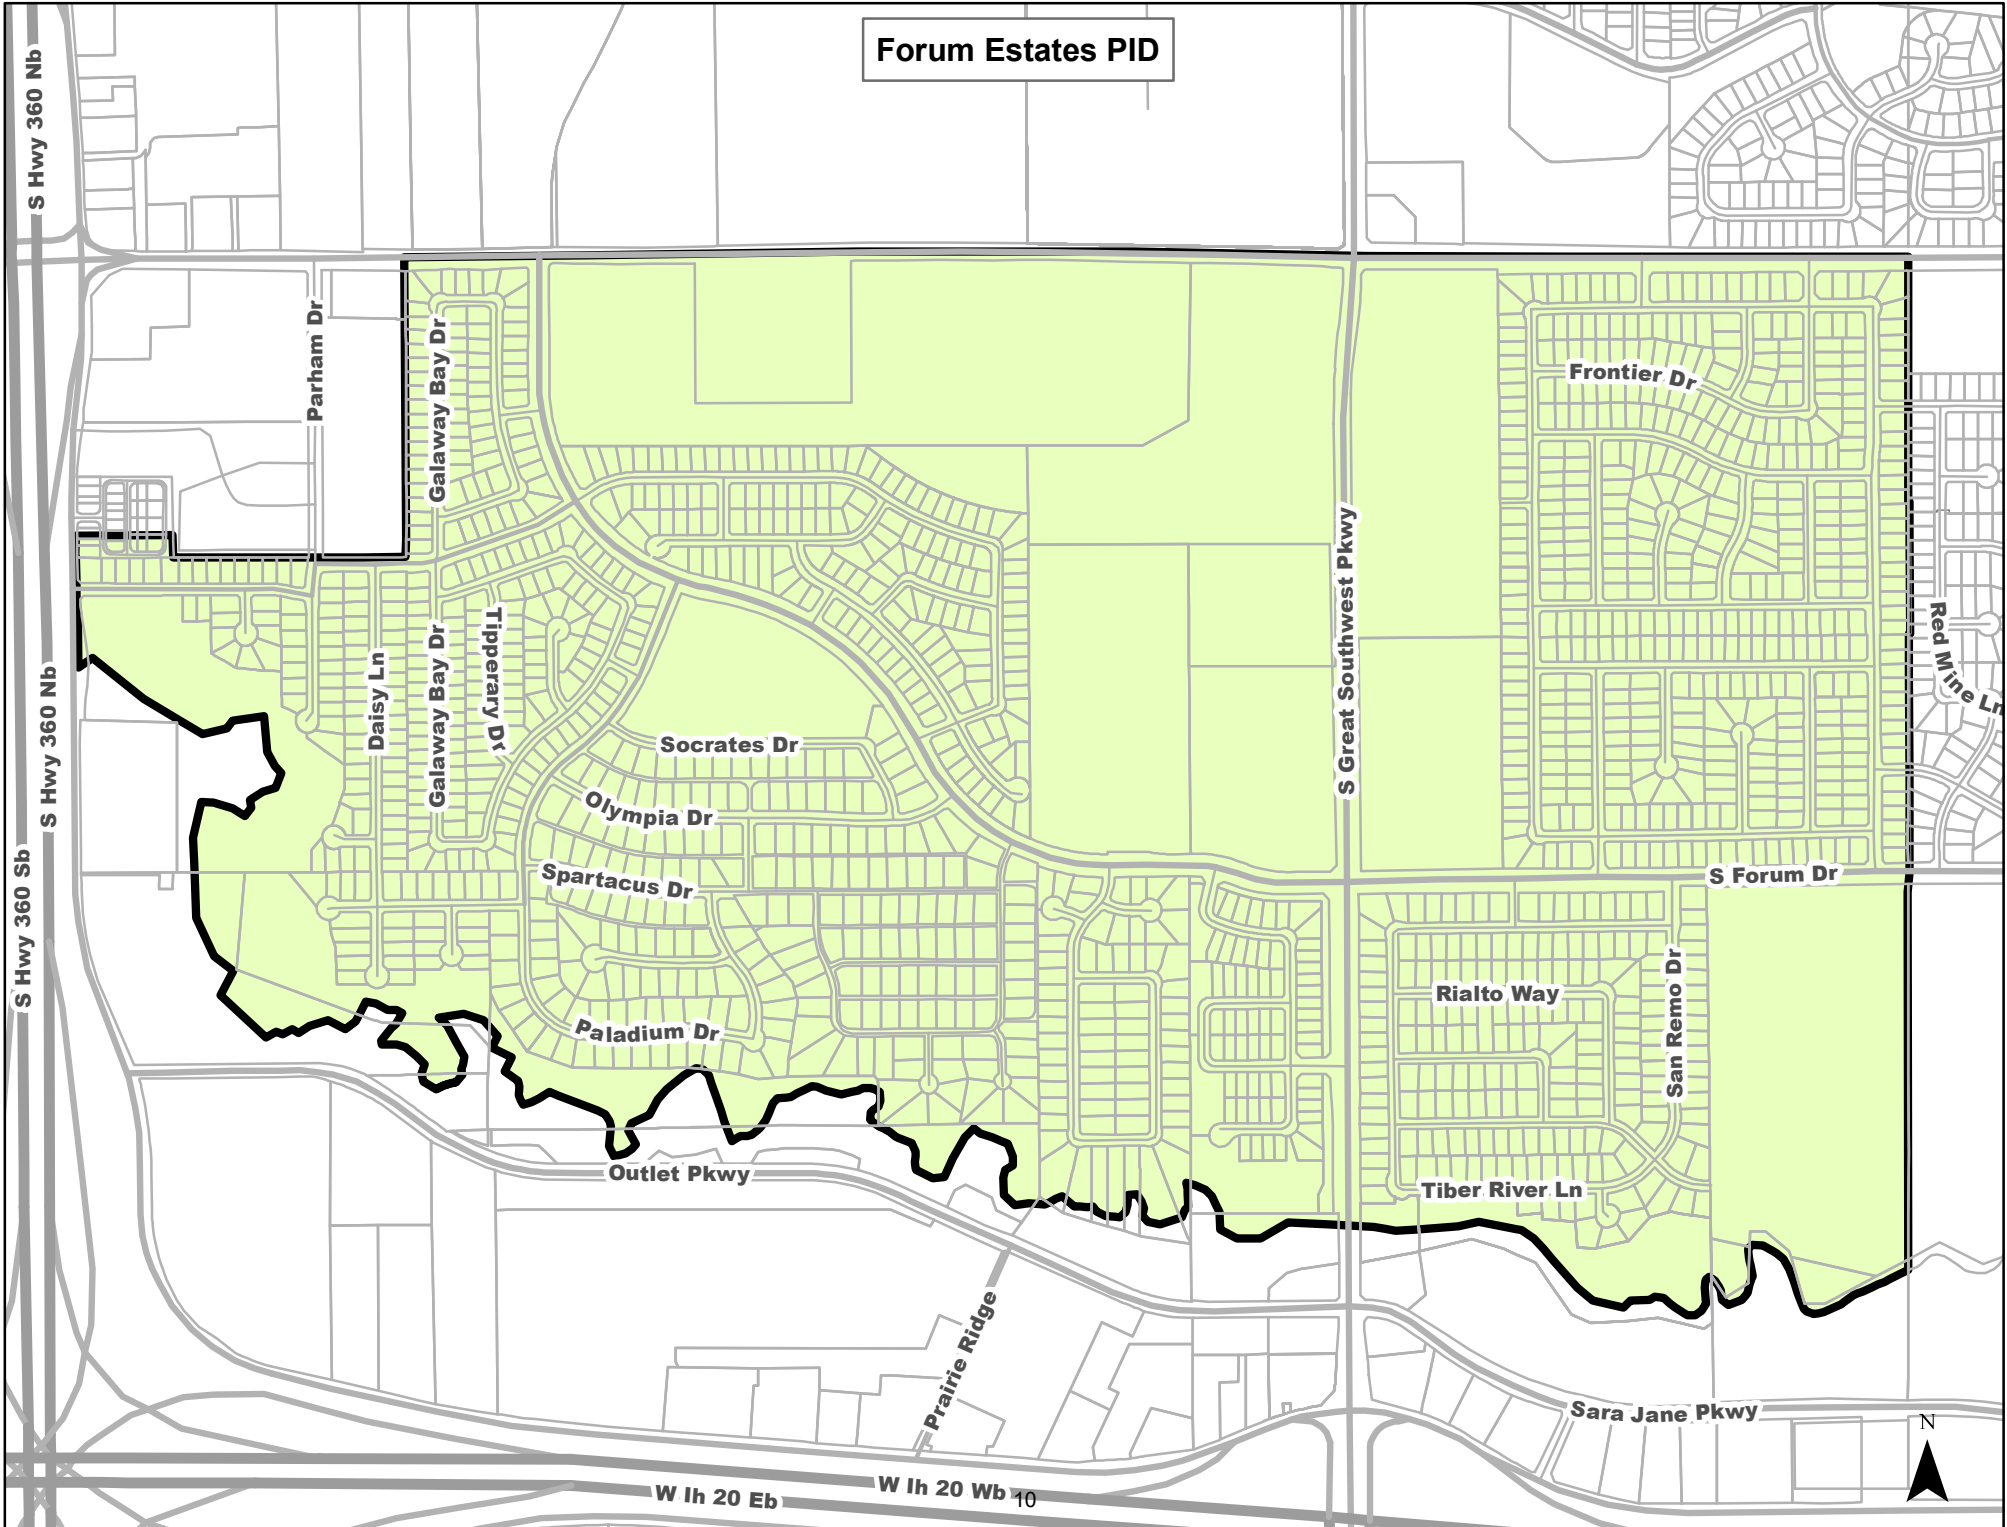 Forum Estates PID
S Hwy 360 Nb
Parham Dr
Galaway Bay Dr
Frontier Dr
S Great Southwest Pkwy
Red Mine Ln
Tipperary Dr
Galaway Bay Dr
Daisy Ln
S Hwy 360 Nb
Socrates Dr
Olympia Dr
Spartacus Dr
S Forum Dr
S Hwy 360 Sb
Rialto Way
San Remo Dr
Paladium Dr
Outlet Pkwy
Tiber River Ln
Prairie Ridge
Sara Jane Pkwy
N
W Ih 20 Wb
W Ih 20 Eb
10